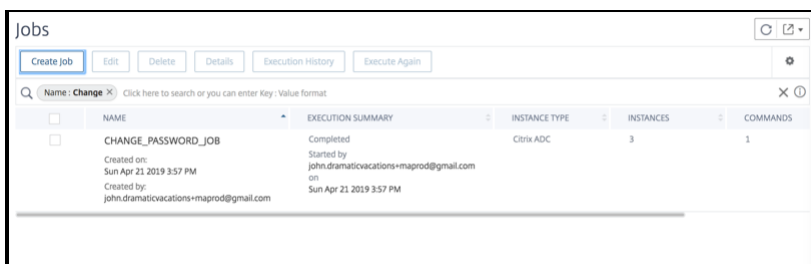 Jobs
Create Job Edit Delete Details Execution History Execute Again
Name : Change × Click here to search or you can enter Key : Value format
NAME EXECUTION SUMMARY INSTANCE TYPE INSTANCES COMMANDS
CHANGE_PASSWORD_JOB Completed Citrix ADC 3 1
Created on: Started by
Sun Apr 21 2019 3:57 PM john.dramaticvacations+maprod@gmail.com
Created by: on
john.dramaticvacations+maprod@gmail.com Sun Apr 21 2019 3:57 PM